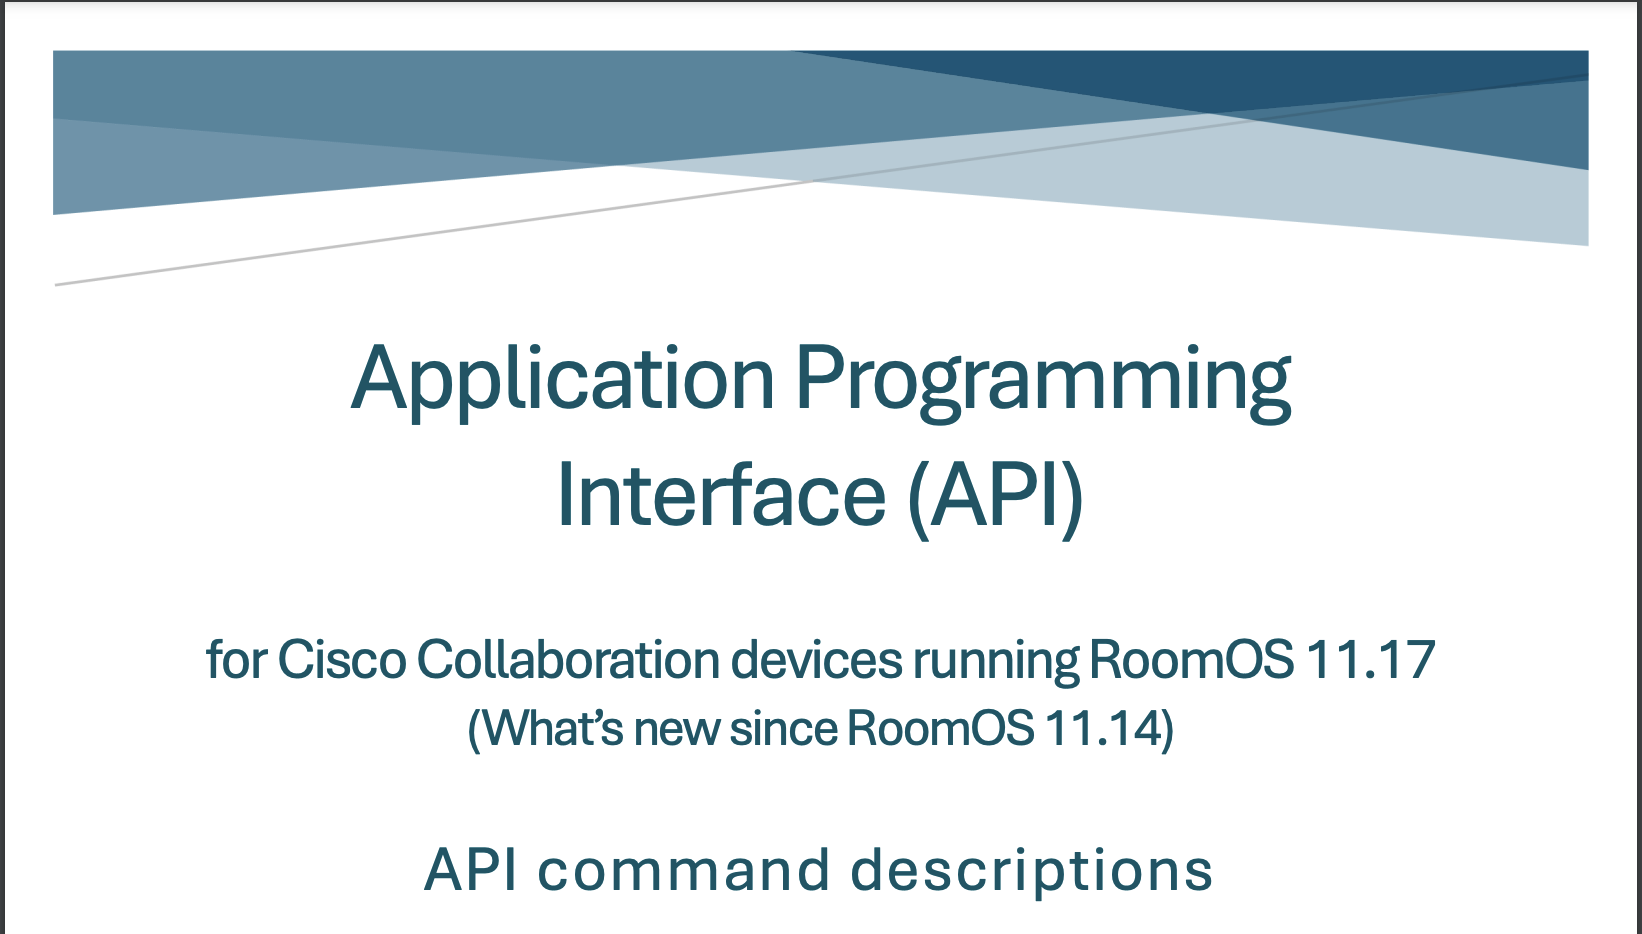 Application Programming
Interface (API)
for Cisco Collaboration devices running RoomOS 11.17
(What’s new since RoomOS 11.14)
API command descriptions